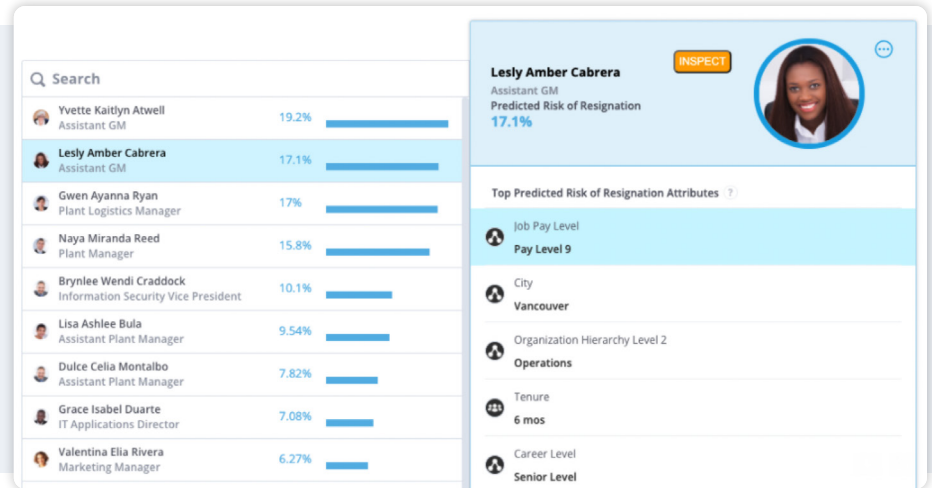 Search
Yvette Kaitlyn Atwell
Assistant GM
19.2%
Lesly Amber Cabrera
Assistant GM
17.1%
Gwen Ayanna Ryan
Plant Logistics Manager
17%
Naya Miranda Reed
Plant Manager
15.8%
Brynlee Wendi Craddock
Information Security Vice President
10.1%
Lisa Ashlee Bula
Assistant Plant Manager
9.54%
Dulce Celia Montalbo
Assistant Plant Manager
7.82%
Grace Isabel Duarte
IT Applications Director
7.08%
Valentina Elia Rivera
Marketing Manager
6.27%
Lesly Amber Cabrera
INSPECT
Assistant GM
Predicted Risk of Resignation
17.1%
Top Predicted Risk of Resignation Attributes ?
Job Pay Level
Pay Level 9
City
Vancouver
Organization Hierarchy Level 2
Operations
Tenure
6 mos
Career Level
Senior Level